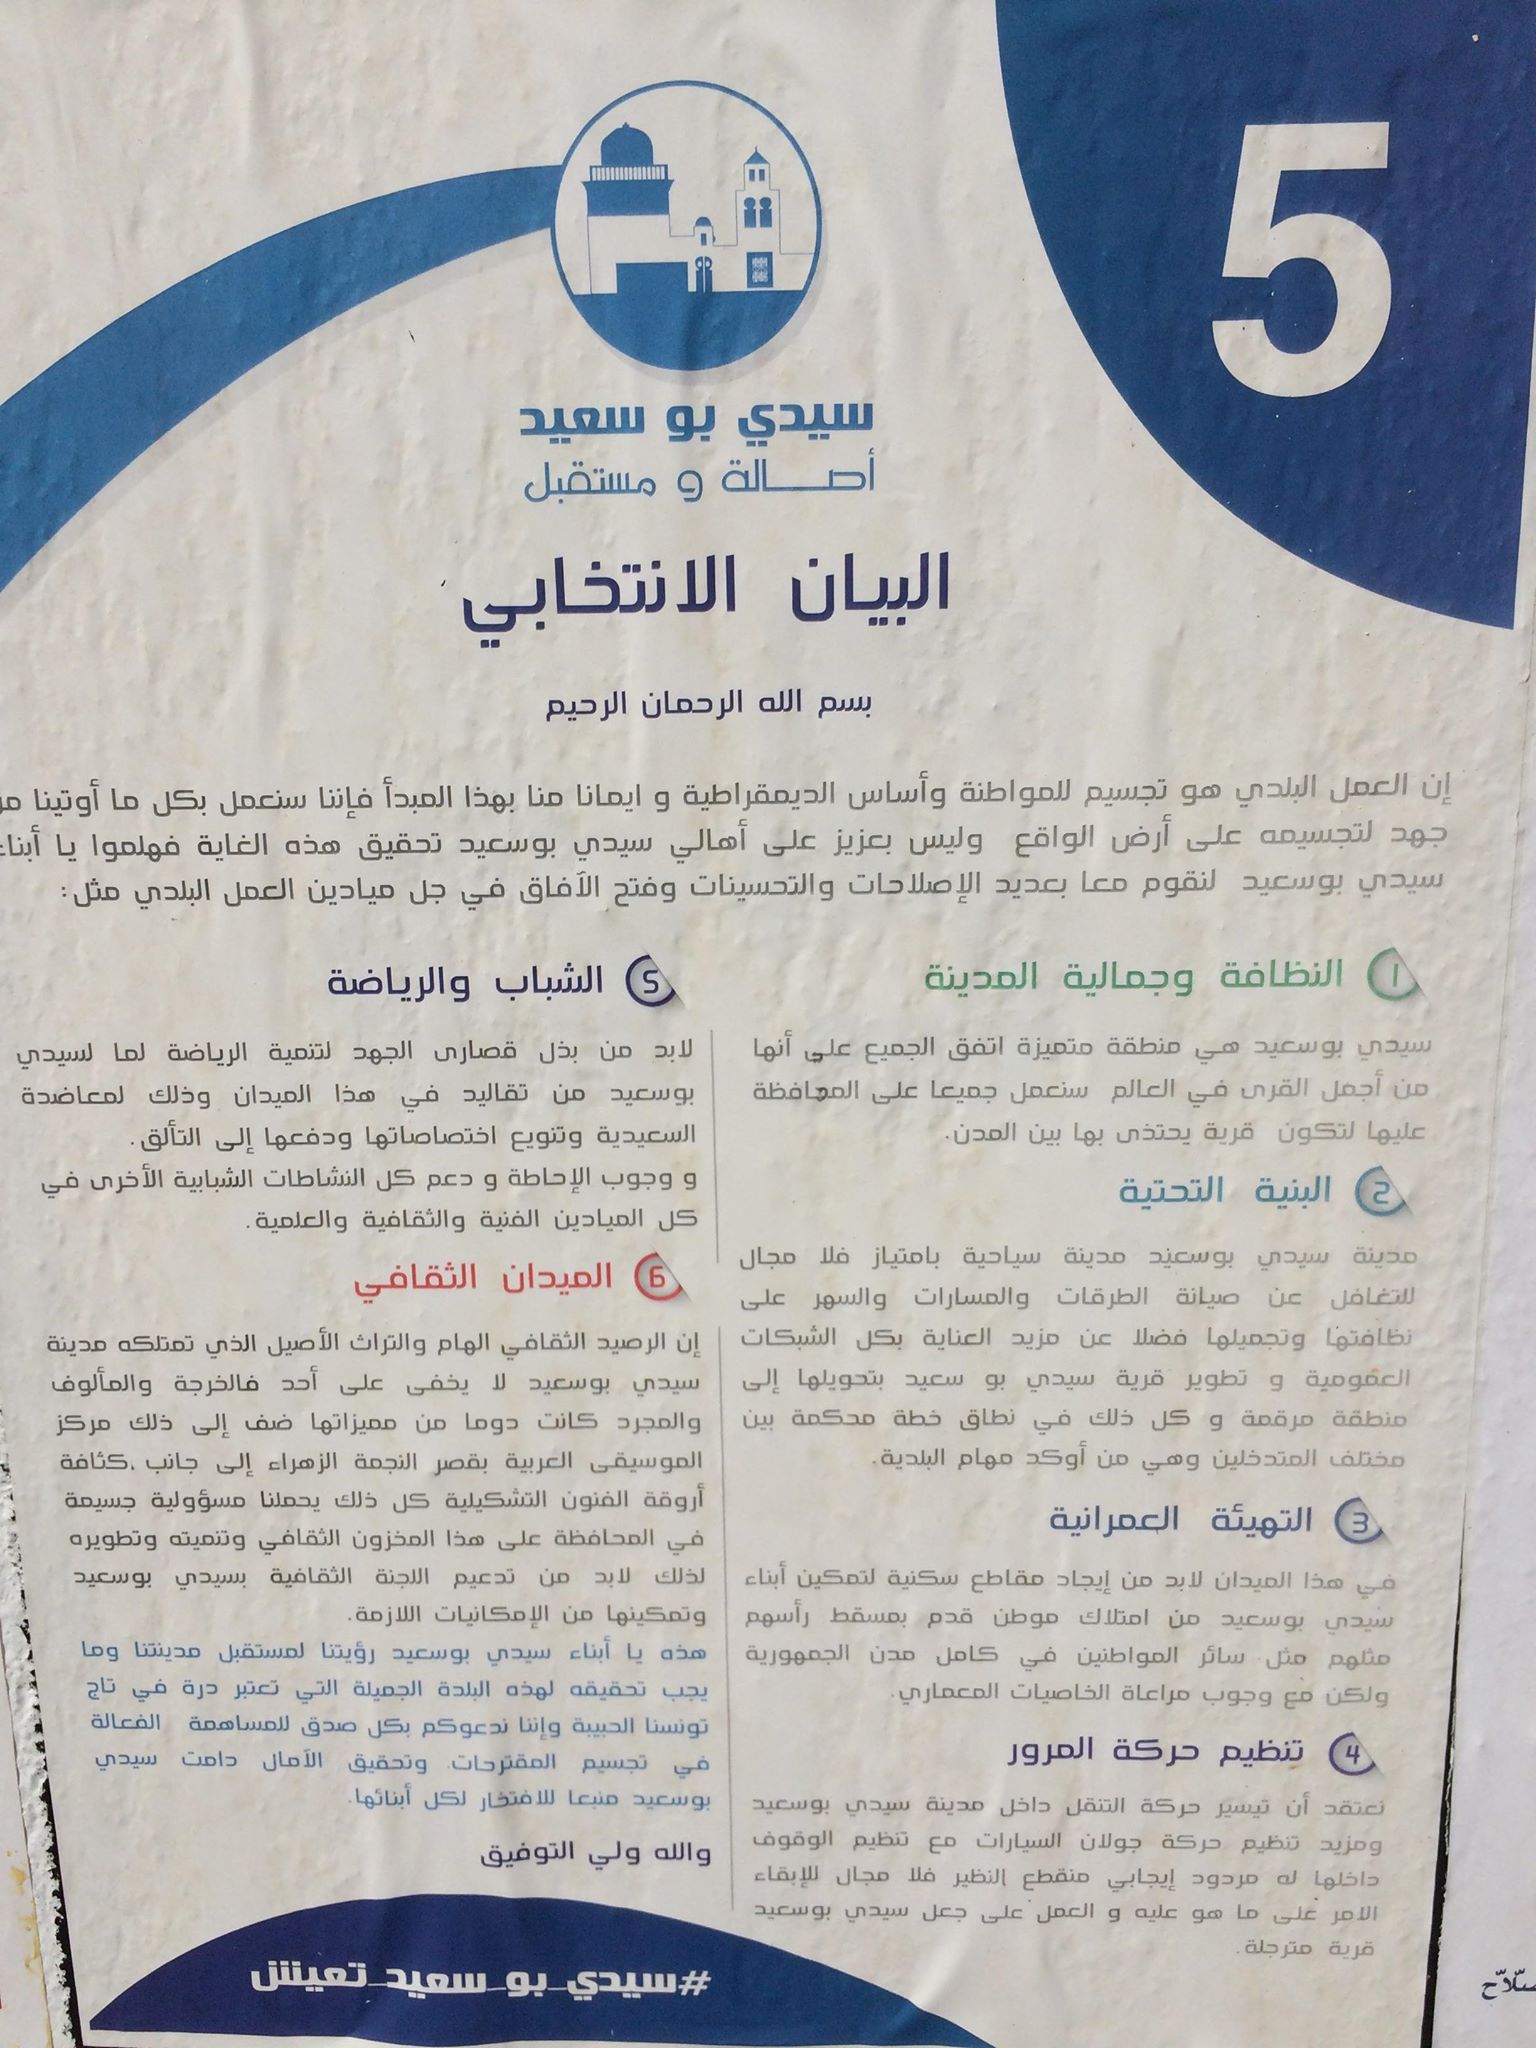 5
سيدي بو سعيد
أصالة و مستقبل
البيان الانتخابي
بسم الله الرحمان الرحيم
إن العمل البلدي هو تجسيم للمواطنة وأساس الديمقراطية و ايمانا منا بهذا المبدأ فإننا سنعمل بكل ما أوتينا
جهد لتجسيمه على أرض الواقع وليس بعزيز على أهالي سيدي بوسعيد تحقيق هذه الغاية فهلموا يا أبناء
سيدي بوسعيد لنقوم معا بعديد الإصلاحات والتحسينات وفتح الآفاق في جل ميادين العمل البلدي مثل:
1 النظافة وجمالية المدينة
سيدي بوسعيد هي منطقة متميزة اتفق الجميع على أنها
من أجمل القرى في العالم سنعمل جميعا على المحافظة
عليها لتكون قرية يحتذى بها بين المدن.
2 البنية التحتية
مدينة سيدي بوسعيد مدينة سياحية بامتياز فلا مجال
للتغافل عن صيانة الطرقات والمسارات والسهر على
نظافتها وتجميلها فضلا عن مزيد العناية بكل الشبكات
العمومية و تطوير قرية سيدي بو سعيد بتحويلها إلى
منطقة مرقمة و كل ذلك في نطاق خطة محكمة بين
مختلف المتدخلين وهي من أوكد مهام البلدية.
3 التهيئة العمرانية
في هذا الميدان لابد من إيجاد مقاطع سكنية لتمكين أبناء
سيدي بوسعيد من امتلاك موطن قدم بمسقط رأسهم
مثلهم مثل سائر المواطنين في كامل مدن الجمهورية
ولكن مع وجوب مراعاة الخاصيات المعماري.
4 تنظيم حركة المرور
نعتقد أن تيسير حركة التنقل داخل مدينة سيدي بوسعيد
ومزيد تنظيم حركة جولان السيارات مع تنظيم الوقوف
داخلها له مردود إيجابي منقطع النظير فلا مجال للإبقاء
الامر على ما هو عليه و العمل على جعل سيدي بوسعيد
قرية مترجلة.
5 الشباب والرياضة
لابد من بذل قصارى الجهد لتنمية الرياضة لما لسيدي
بوسعيد من تقاليد في هذا الميدان وذلك لمعاضدة
السعيدية وتنويع اختصاصاتها ودفعها إلى التألق.
و وجوب الإحاطة و دعم كل النشاطات الشبابية الأخرى في
كل الميادين الفنية والثقافية والعلمية.
6 الميدان الثقافي
إن الرصيد الثقافي الهام والتراث الأصيل الذي تمتلكه مدينة
سيدي بوسعيد لا يخفى على أحد فالخرجة والمألوف
والمجرد كانت دوما من مميزاتها ضف إلى ذلك مركز
الموسيقى العربية بقصر النجمة الزهراء إلى جانب ،كثافة
أروقة الفنون التشكيلية كل ذلك يحملنا مسؤولية جسيمة
في المحافظة على هذا المخزون الثقافي وتنميته وتطويره
لذلك لابد من تدعيم اللجنة الثقافية بسيدي بوسعيد
وتمكينها من الإمكانيات اللازمة.
هذه يا أبناء سيدي بوسعيد رؤيتنا لمستقبل مدينتنا وما
يجب تحقيقه لهذه البلدة الجميلة التي تعتبر درة في تاج
تونسنا الحبيبة وإننا ندعوكم بكل صدق للمساهمة الفعالة
في تجسيم المقترحات وتحقيق الآمال دامت سيدي
بوسعيد منبعا للافتخار لكل أبنائها.
والله ولي التوفيق
#سيدي_بو_سعيد_تعيش